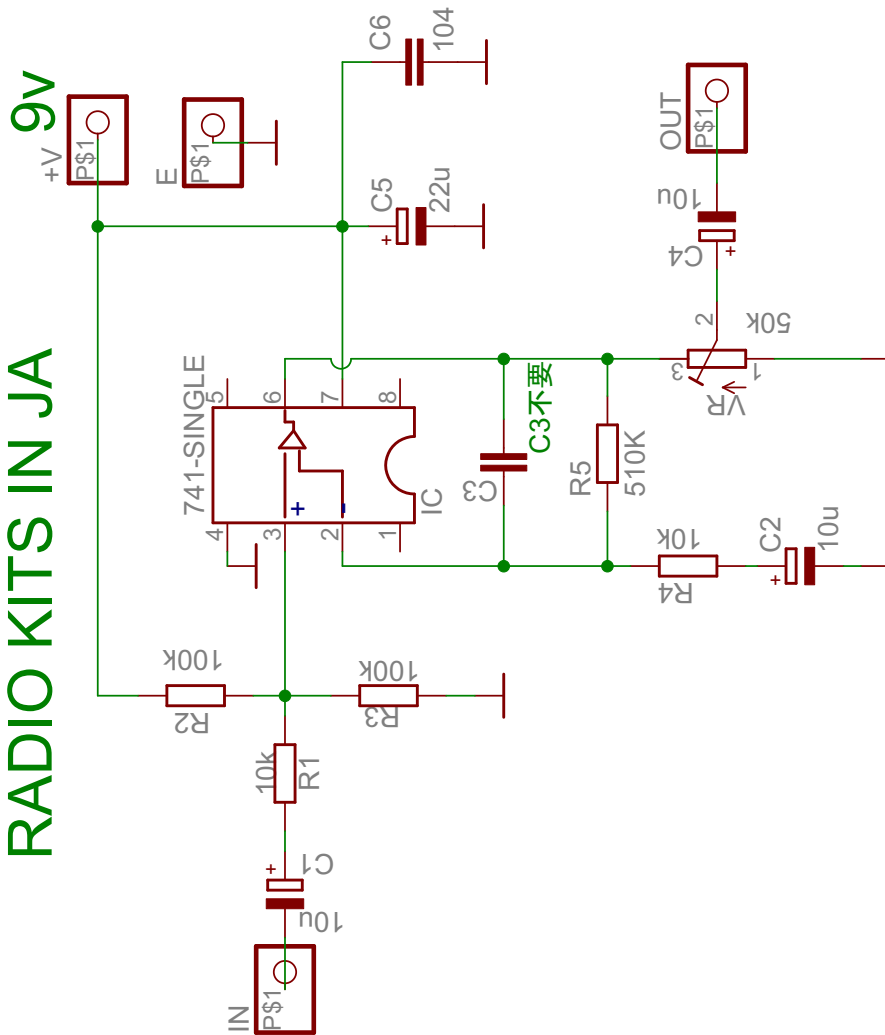 RADIO KITS IN JA
9v
+V
P$1
E
P$1
C6
104
C5
22u
OUT
P$1
10u
C4
741-SINGLE
5
6
7
8
4
3
2
1
+
-
IC
C3不要
C3
R5
510K
2
3
1
50k
VR
10k
R4
C2
10u
+
+
+
100k
R2
100k
R3
10k
R1
+
C1
10u
IN
P$1